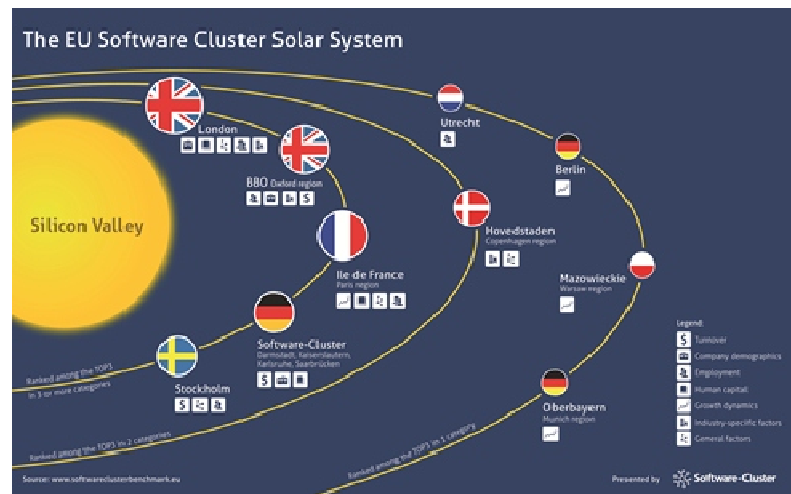 The EU Software Cluster Solar System
London
Utrecht
BBO Oxford region
Berlin
Silicon Valley
Hovedstaden
Copenhagen region
Ile de France
Paris region
Mazowieckie
Warsaw region
Software-Cluster
Darmstadt, Kaiserslautern,
Karlsruhe, Saarbrücken
Stockholm
Oberbayern
Munich region
Ranked among the TOP3
in 3 or more categories
Ranked among the TOP3 in 2 categories
Ranked among the TOP3 in 1 category
Legend:
$ Turnover
Company demographics
Employment
Human capital
Growth dynamics
Industry-specific factors
General factors
Source: www.softwareclusterbenchmark.eu
Presented by
Software-Cluster